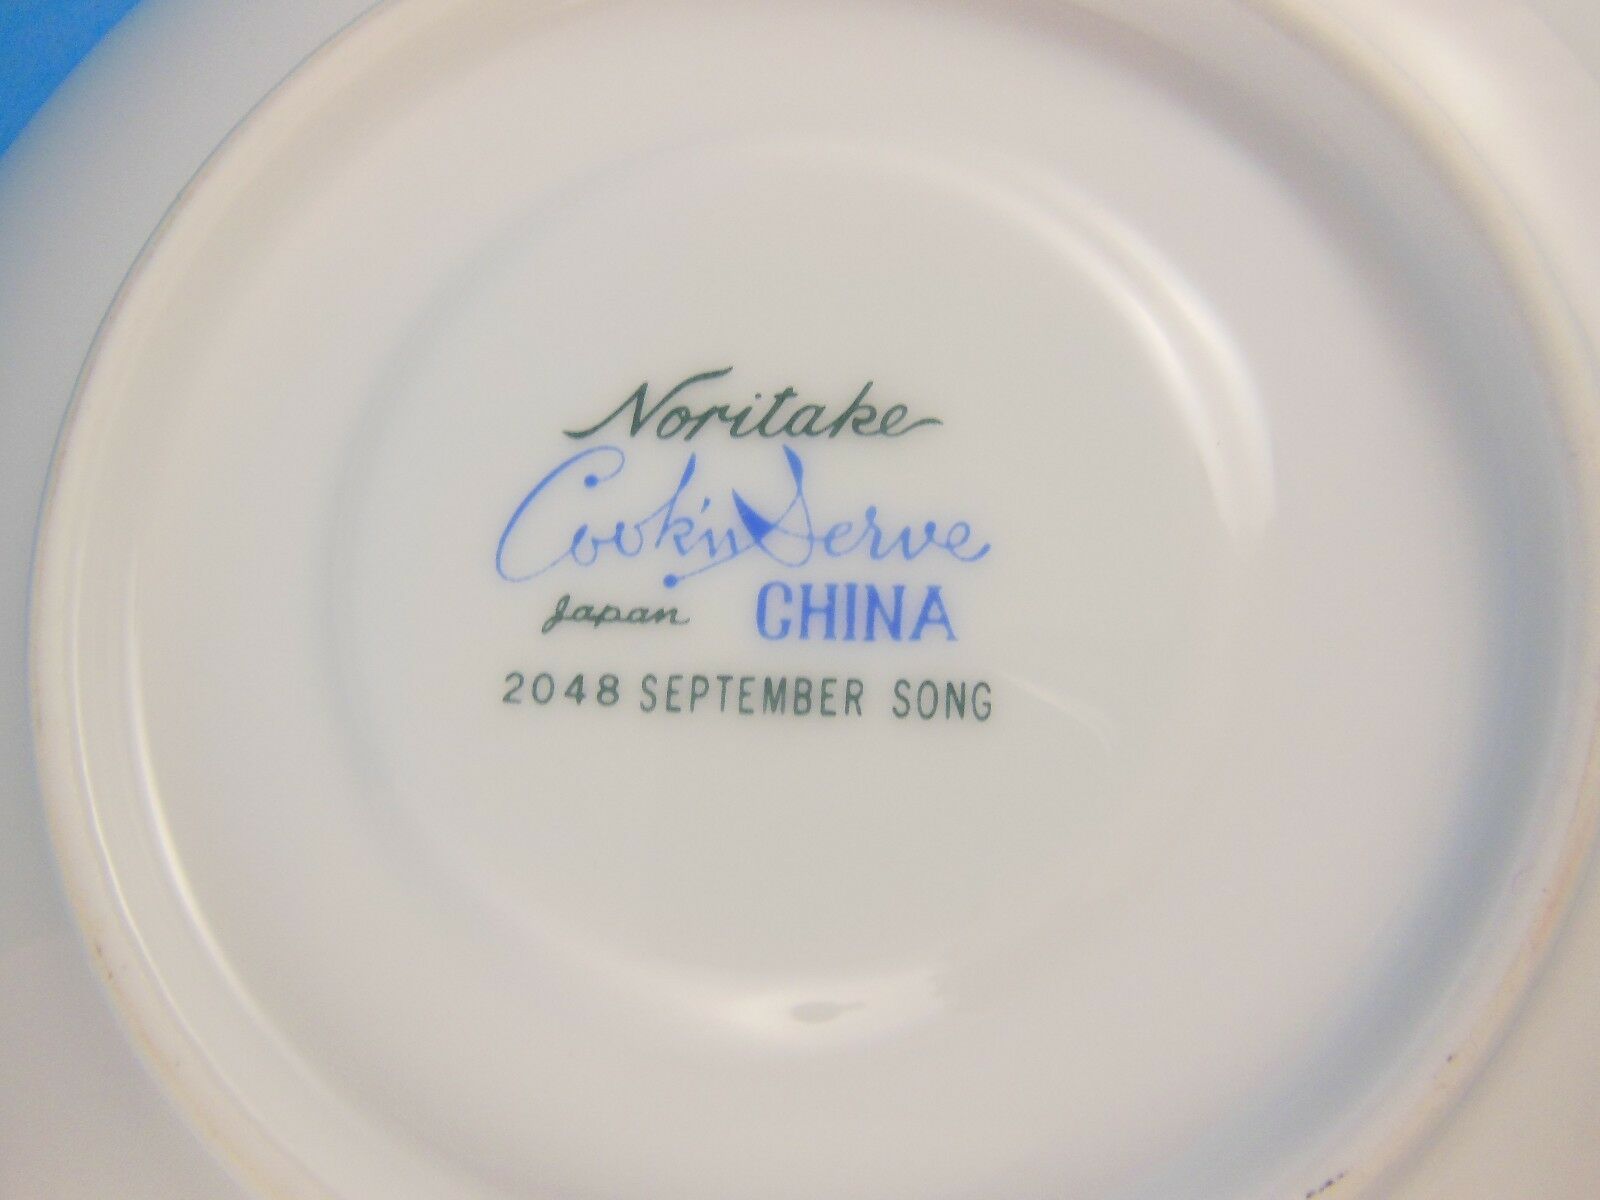 Noritake
Cook'n Serve
Japan CHINA
2048 SEPTEMBER SONG